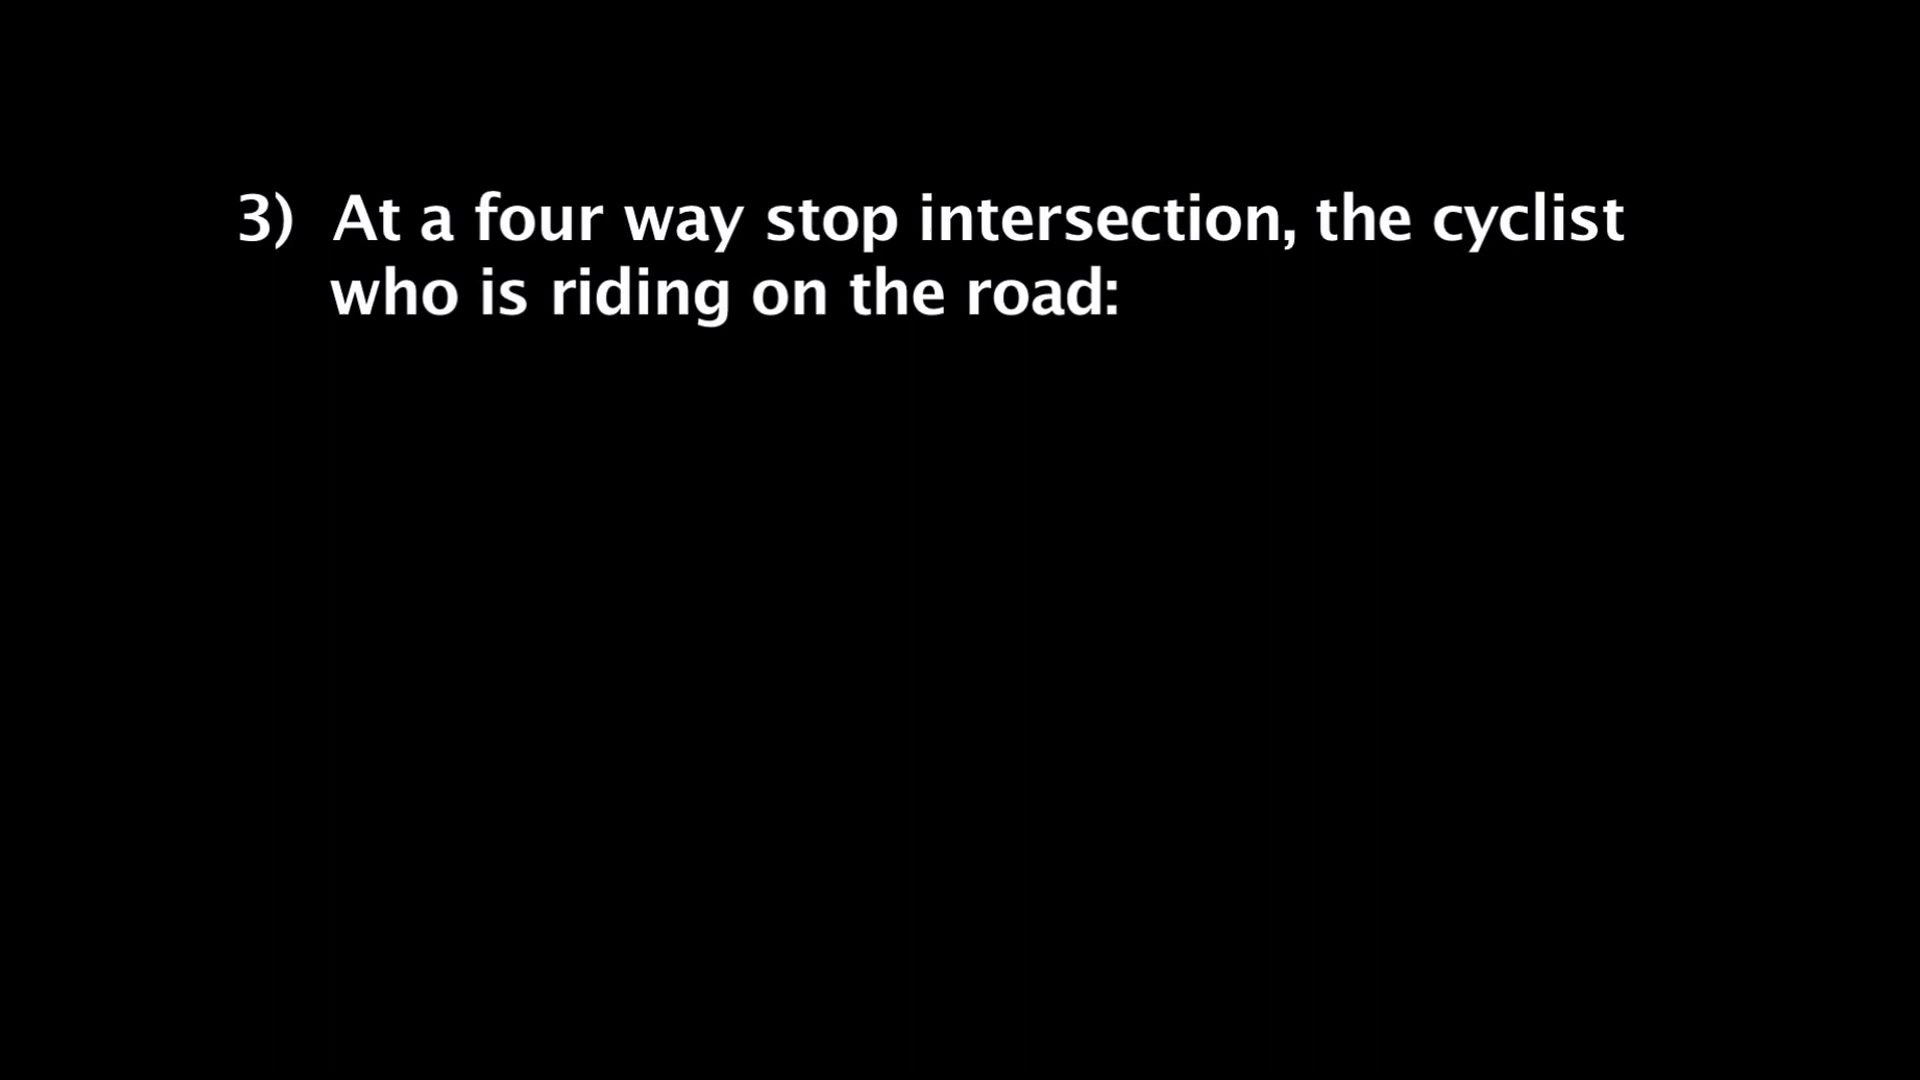 3) At a four way stop intersection, the cyclist
who is riding on the road: